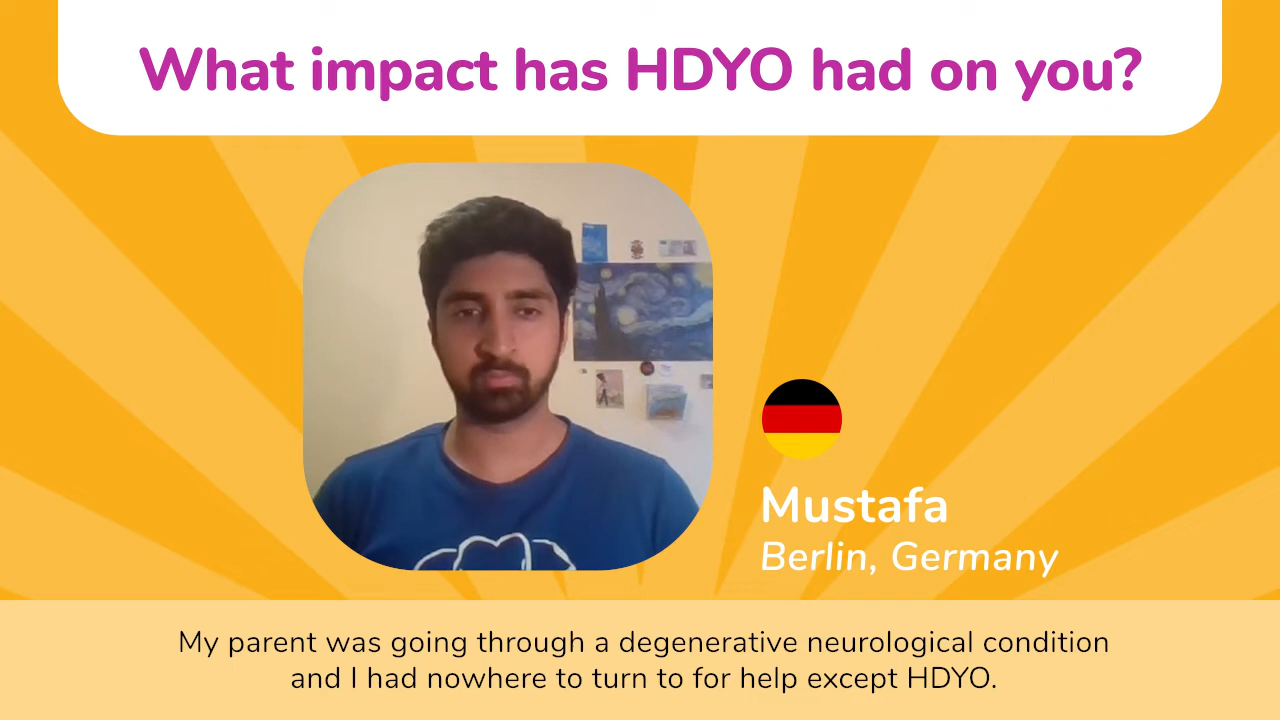 What impact has HDYO had on you?
Mustafa
Berlin, Germany
My parent was going through a degenerative neurological condition
and I had nowhere to turn to for help except HDYO.